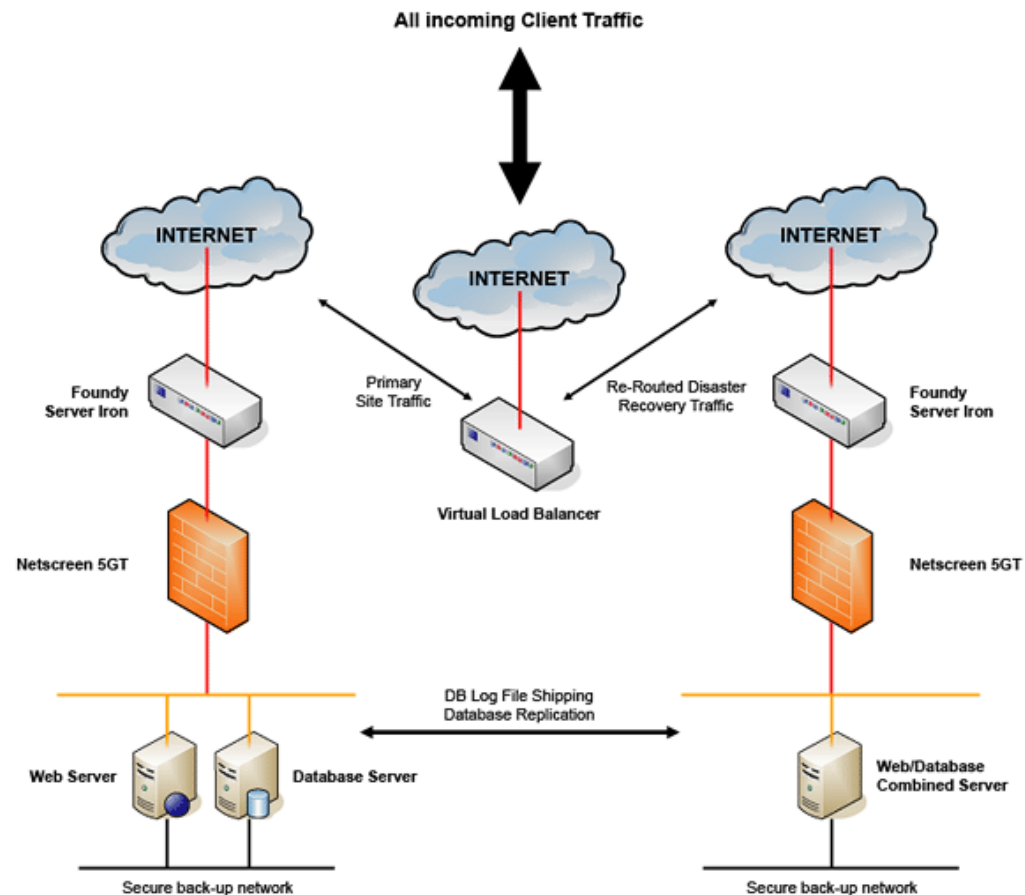 All incoming Client Traffic
INTERNET
INTERNET
INTERNET
Foundy
Server Iron
Primary
Site Traffic
Re-Routed Disaster
Recovery Traffic
Foundy
Server Iron
Virtual Load Balancer
Netscreen 5GT
Netscreen 5GT
DB Log File Shipping
Database Replication
Web Server
Database Server
Web/Database
Combined Server
Secure back-up network
Secure back-up network